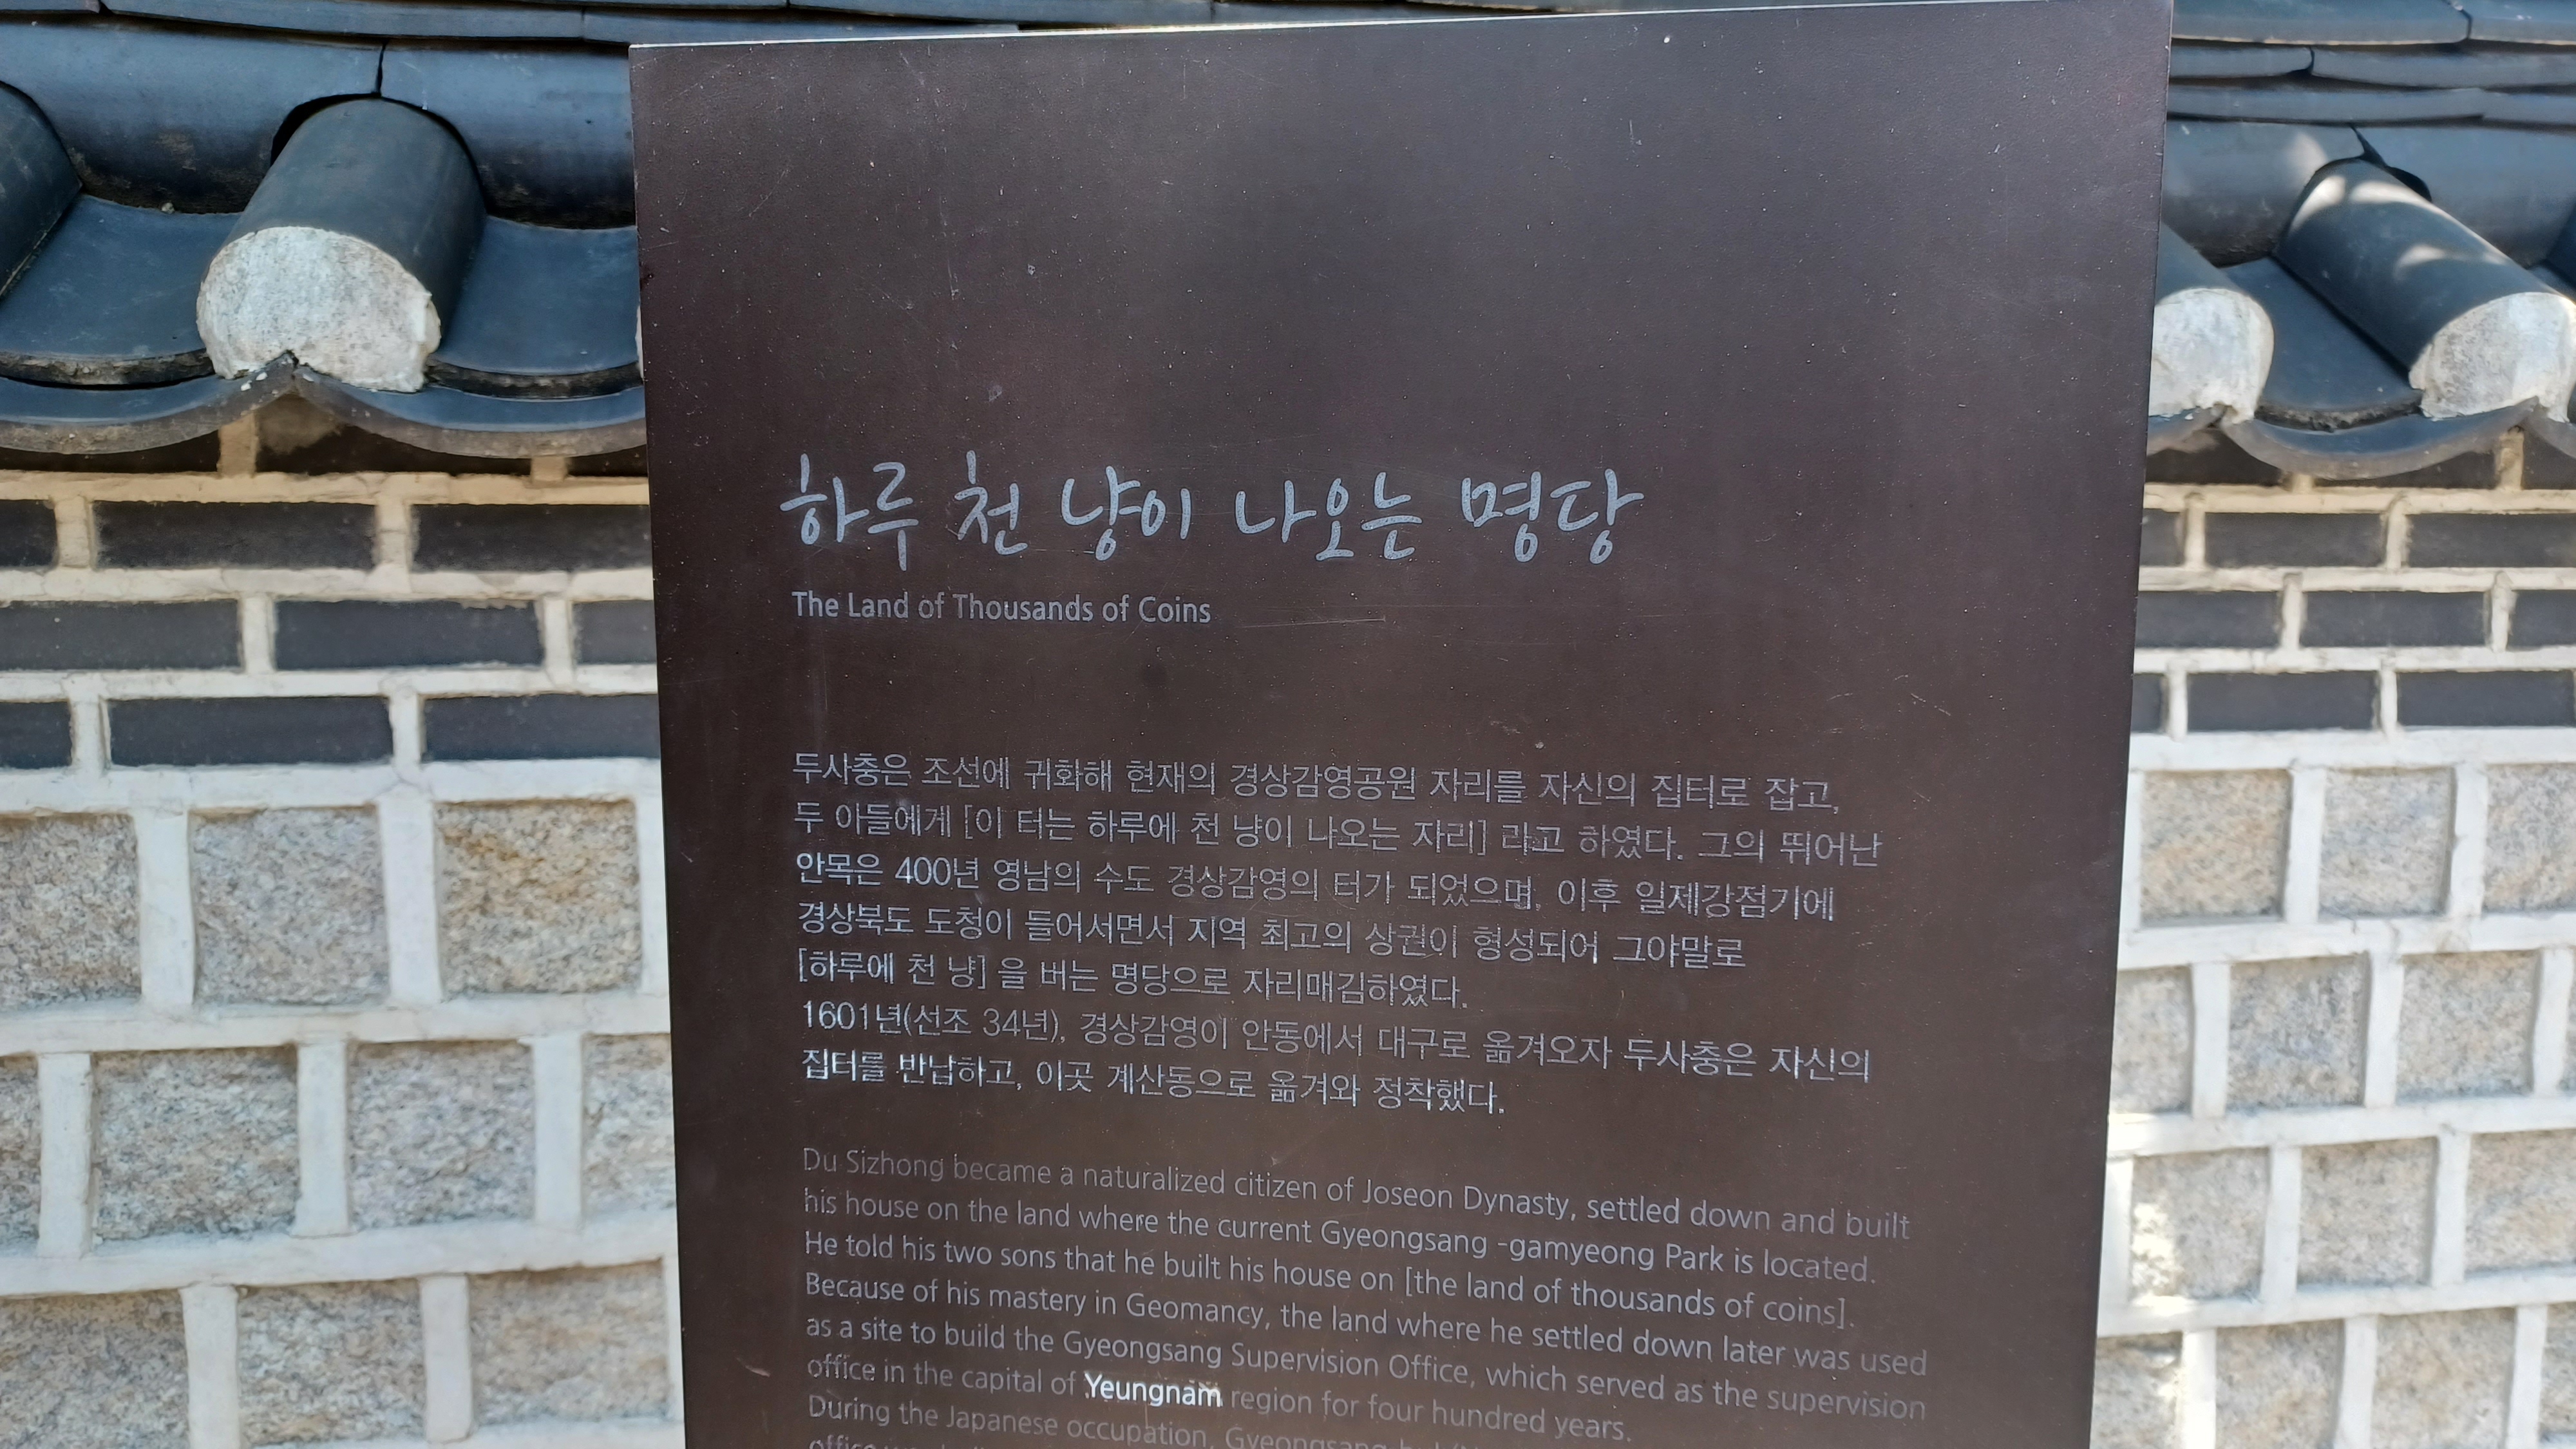 하루 천 냥이 나오는 명당
The Land of Thousands of Coins
두사충은 조선에 귀화해 현재의 경상감영공원 자리를 자신의 집터로 잡고,
두 아들에게 [이 터는 하루에 천 냥이 나오는 자리] 라고 하였다. 그의 뛰어난
안목은 400년 영남의 수도 경상감영의 터가 되었으며, 이후 일제강점기에
경상북도 도청이 들어서면서 지역 최고의 상권이 형성되어 그야말로
[하루에 천 냥] 을 버는 명당으로 자리매김하였다.
1601년(선조 34년), 경상감영이 안동에서 대구로 옮겨오자 두사충은 자신의
집터를 반납하고, 이곳 계산동으로 옮겨와 정착했다.
Du Sizhong became a naturalized citizen of Joseon Dynasty, settled down and built
his house on the land where the current Gyeongsang -gamyeong Park is located.
He told his two sons that he built his house on [the land of thousands of coins].
Because of his mastery in Geomancy, the land where he settled down later was used
as a site to build the Gyeongsang Supervision Office, which served as the supervision
office in the capital of Yeungnam region for four hundred years.
During the Japanese occupation,